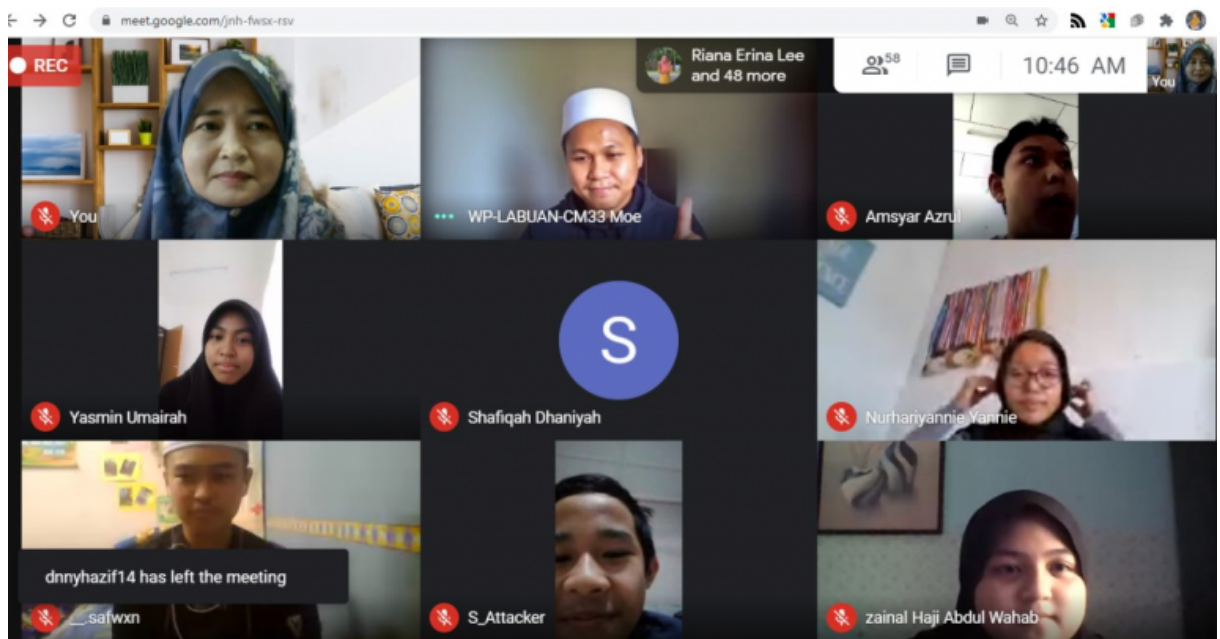 meet.google.com/jnh-fwsx-rsv
REC
Riana Erina Lee
and 48 more
58
10:46 AM
You
You
WP-LABUAN-CM33 Moe
Amsyar Azrul
Yasmin Umairah
S
Shafiqah Dhaniyah
Nurhariyannie Yannie
dnnyhazif14 has left the meeting
__safwxn
S_Attacker
zainal Haji Abdul Wahab